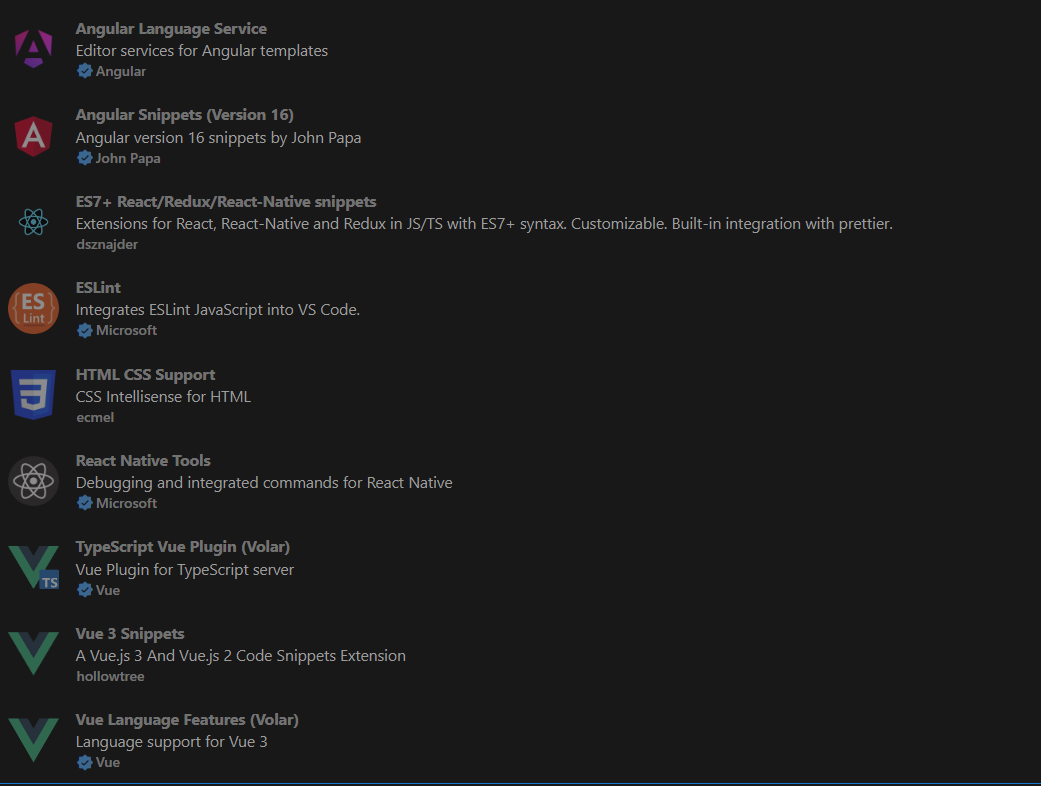 Angular Language Service
Editor services for Angular templates
Angular
Angular Snippets (Version 16)
Angular version 16 snippets by John Papa
John Papa
ES7+ React/Redux/React-Native snippets
Extensions for React, React-Native and Redux in JS/TS with ES7+ syntax. Customizable. Built-in integration with prettier.
dsznajder
ES
Lint
ESLint
Integrates ESLint JavaScript into VS Code.
Microsoft
HTML CSS Support
CSS Intellisense for HTML
ecmel
React Native Tools
Debugging and integrated commands for React Native
Microsoft
TS
TypeScript Vue Plugin (Volar)
Vue Plugin for TypeScript server
Vue
Vue 3 Snippets
A Vue.js 3 And Vue.js 2 Code Snippets Extension
hollowtree
Vue Language Features (Volar)
Language support for Vue 3
Vue